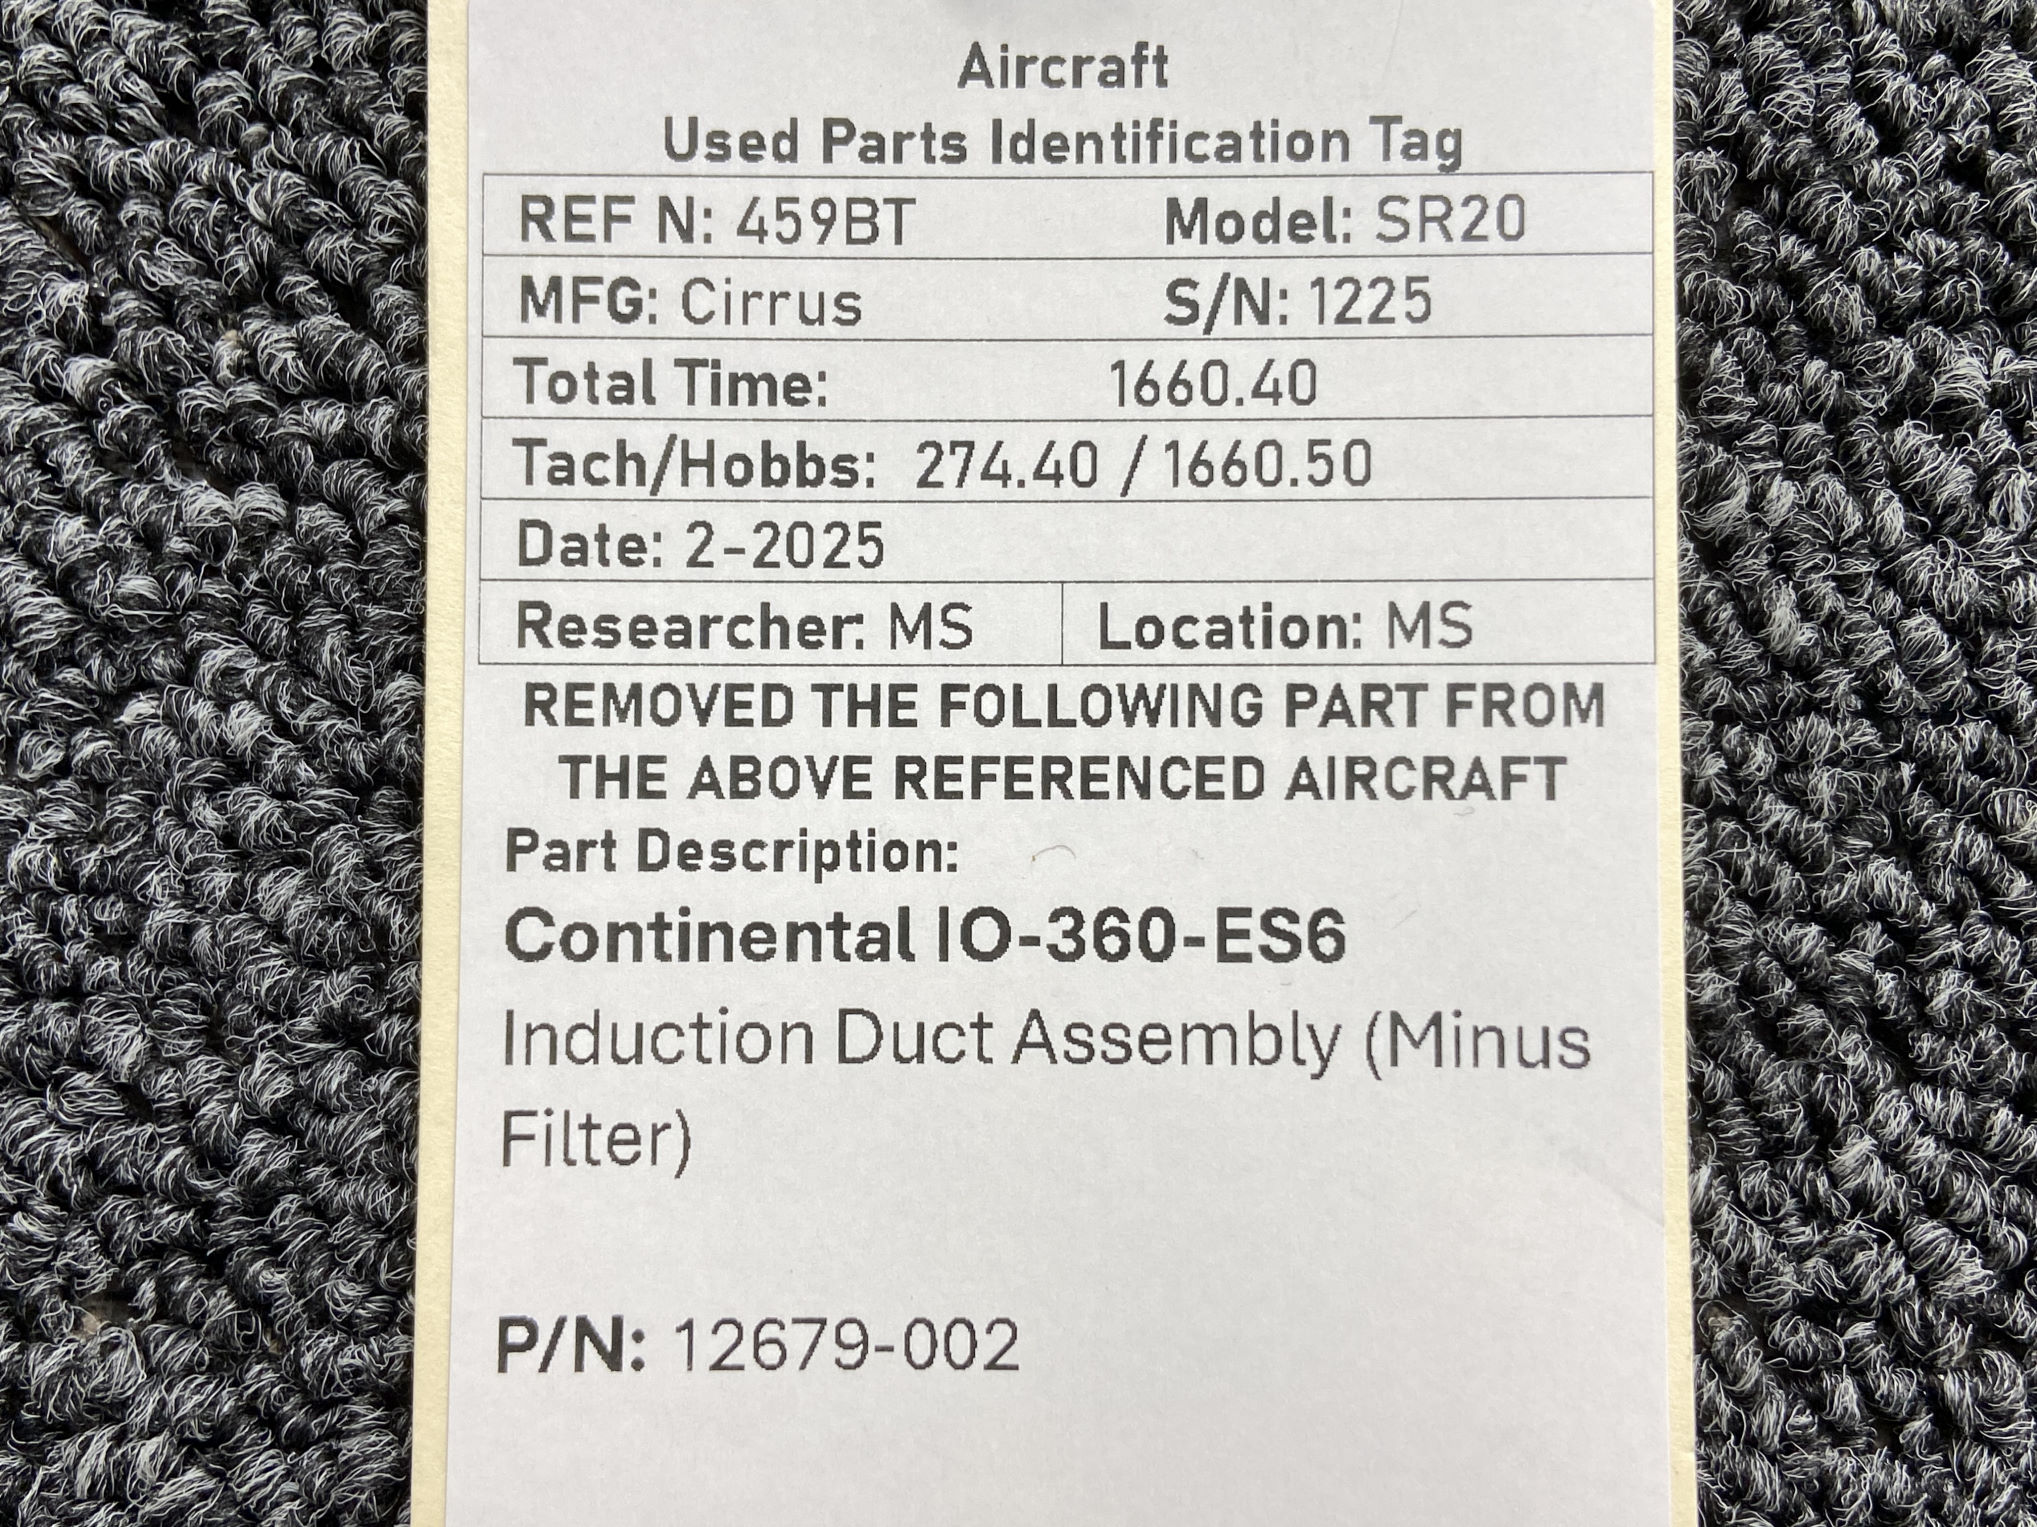 Aircraft
Used Parts Identification Tag
REF N: 459BT Model: SR20
MFG: Cirrus S/N: 1225
Total Time: 1660.40
Tach/Hobbs: 274.40 / 1660.50
Date: 2-2025
Researcher: MS Location: MS
REMOVED THE FOLLOWING PART FROM
THE ABOVE REFERENCED AIRCRAFT
Part Description:
Continental IO-360-ES6
Induction Duct Assembly (Minus
Filter)
P/N: 12679-002